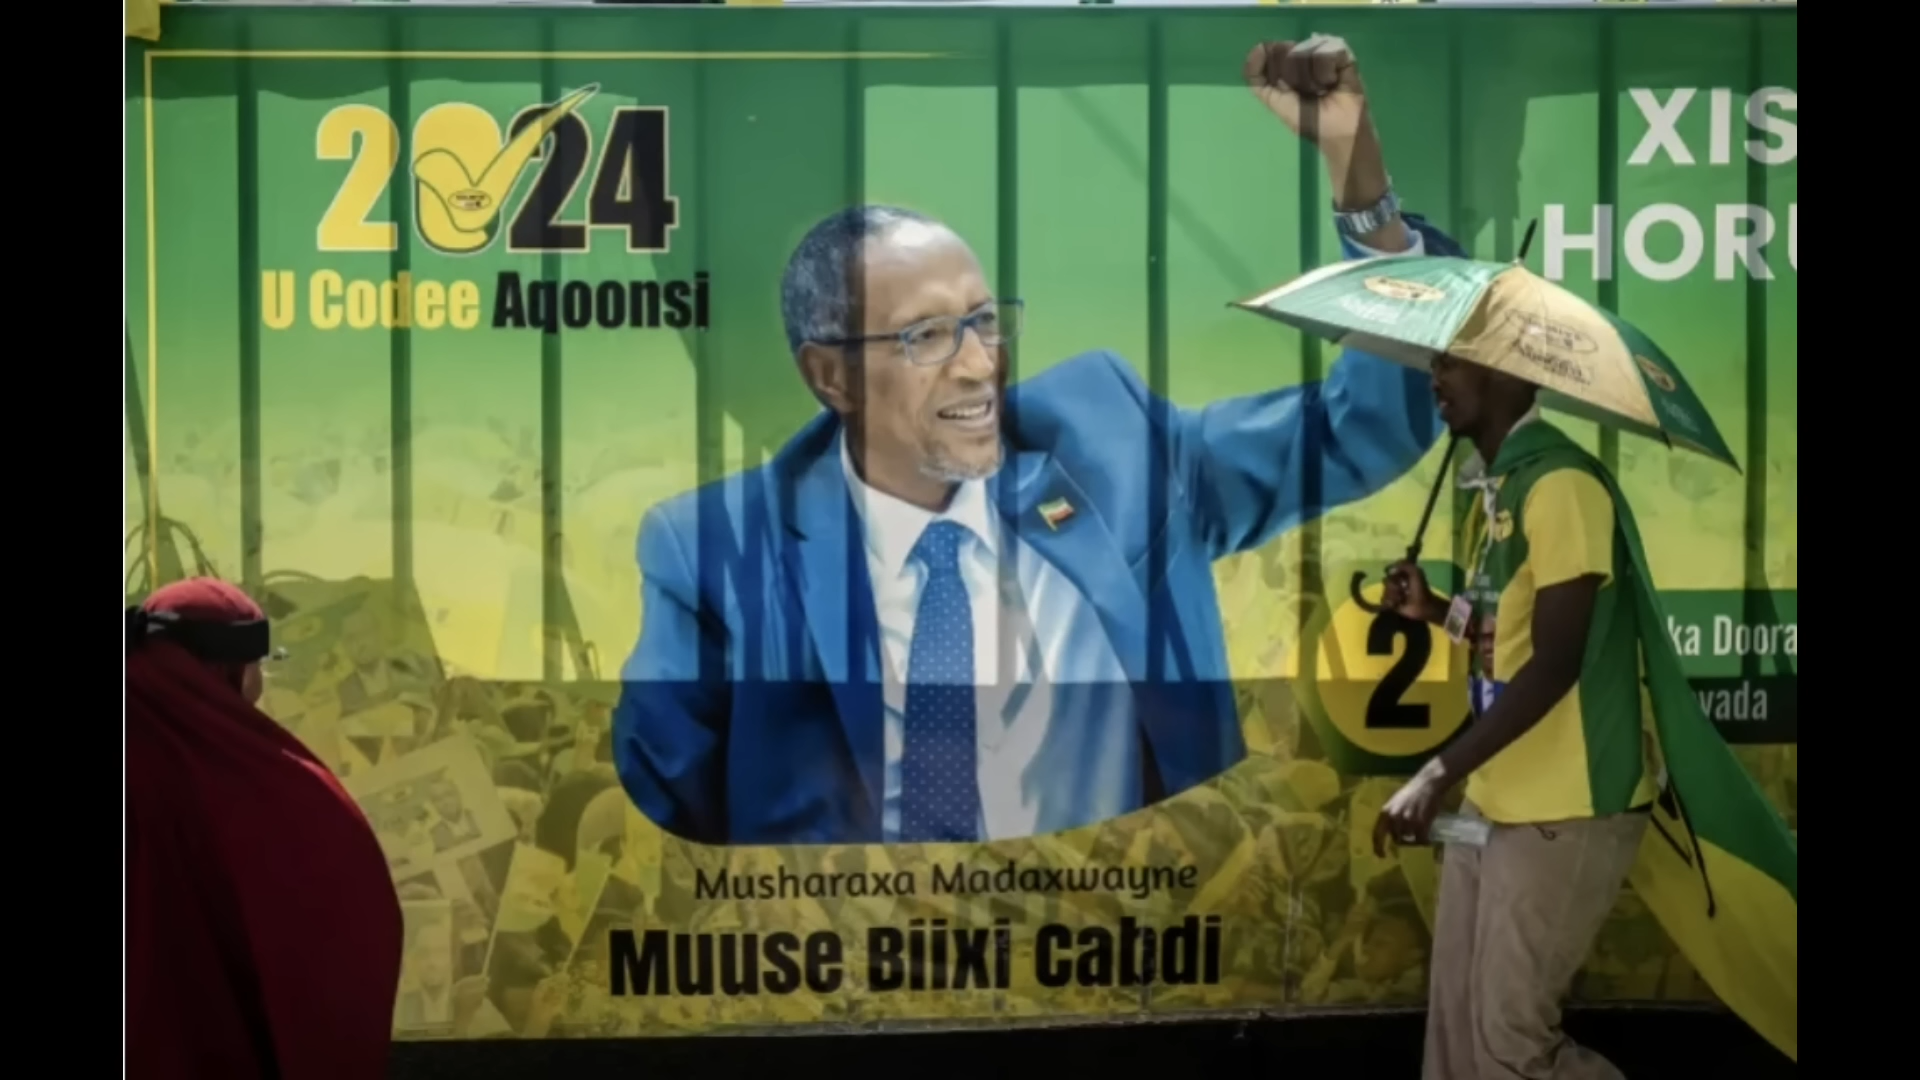 2024
U Codee Aqoonsi
XIS
HORU
2
ka Doora
vada
Musharaxa Madaxwayne
Muuse Biixi Cabdi